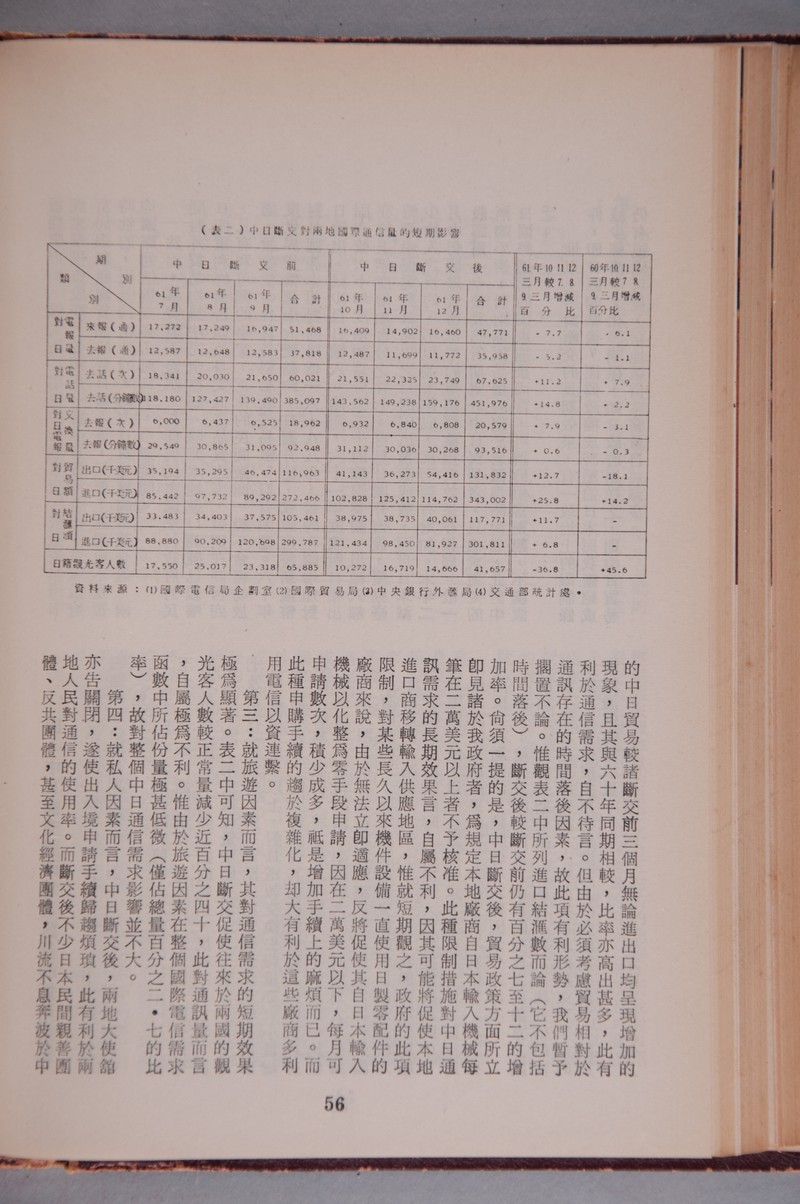 （表二）中日斷交對兩地國際通信量的短期影響
類別 期別 中日斷交前 中日斷交後 61年10 11 12三月較7. 8 9.三月增減百分比 60年10. 11 12三月較7 8. 9.三月增減百分比
61年7月 61年8月 61年9月 合計 61年10月 61年11月 61年12月 合計
對日電報量 來報（通） 17,272 17,249 16,947 51,468 16,409 14,902 16,460 47,771 - 7.7 - 6.1
去報（通） 12,587 12,648 12,583 37,818 12,487 11,699 11,772 35,958 - 5.2 - 1.1
對日電話量 去話（次） 18,341 20,030 21,650 60,021 21,551 22,325 23,749 67,625 +11.2 + 7.9
去話（分鐘數） 118,180 127,427 139,490 385,097 143,562 149,238 159,176 451,976 +14.8 + 2.2
對日交換電報量 去報（次） 6,000 6,437 6,525 18,962 6,932 6,840 6,808 20,579 + 7.9 - 3.1
去報（分鐘數） 29,549 30,865 31,095 92,948 31,112 30,036 30,268 93,516 + 0.6 - 0.3
對日貿易額 出口（千美元） 35,194 35,295 46,474 116,963 41,143 36,273 54,416 131,832 +12.7 -18.1
進口（千美元） 85,442 97,732 89,292 272,466 102,828 125,412 114,762 343,002 +25.8 +14.2
對日結匯額 出口（千美元） 33,483 34,403 37,575 105,461 38,975 38,735 40,061 117,771 +11.7 -
進口（千美元） 88,880 90,209 120,698 299,787 121,434 98,450 81,927 301,811 + 6.8 -
日籍觀光客人數 17,550 25,017 23,318 65,885 10,272 16,719 14,666 41,657 -36.8 +45.6
資料來源：(1)國際電信局企劃室(2)國際貿易局(3)中央銀行外匯局(4)交通部統計處。
的中日貿易較諸斷交前三個月無論進出口均呈現增加的
現象，且其與六十年同期相較，比率亦高出甚多，此有
利於通信需求，自不待言。但由於必須考慮貿易相對於
通訊存在的時間落後因素，故此項有利形勢，我們暫予
擱置不論。惟觀表二中所列進口結滙數而論（它不包括
時間落後），斷交後較斷交前仍有百分之七至十二的增
加率。尙須一提的是，中日斷交後，貿易政策方面所立
卽見諸於我政府者，爲規定本地廠商自日本輸入機械每
筆在二萬美元以上者不予核准。此種限制措施對中日通
訊需求的長期效果言，自屬不利，因其可能將促使本地
進口商移轉輸入供應地區，惟就短期觀之，政府的此項
限制，對某些長久以來機件設備一直使用日製零配件的
廠商來說，由於無法立卽適應，反將促使其自日本輸入
機械以化整爲零手段申請，因在二萬美元以下，每月可
申請數次，積少成多，祗是增加手續上的麻煩而已。而
此種申購手續的趨於複雜化，却大有利於這些廠商多利
用電信以資連繫。
第三：就旅遊因素而言，其對通信需求的短期效果
極爲顯著。表二中可知，中日斷交促使往來於兩國的觀
光客人數較正常量減少近百分之四十，此對通訊量而言
，自屬極爲不利。惟由於旅遊因素在整個國際電信需求
函數中所佔份量極甚低微（僅佔總量百分之二・七的比
率），故對整個中日通信需求影響並不大。
第四：就私人因素而言，中日斷交後，兩地大使館
亦告關閉，遂使出入境申請手續歸趨煩瑣，此有利於兩
地人民對通信的使用率。而斷交後不少日本民間親善團
體、反共團體，甚至文化經濟團體，川流不息奔波於中
56